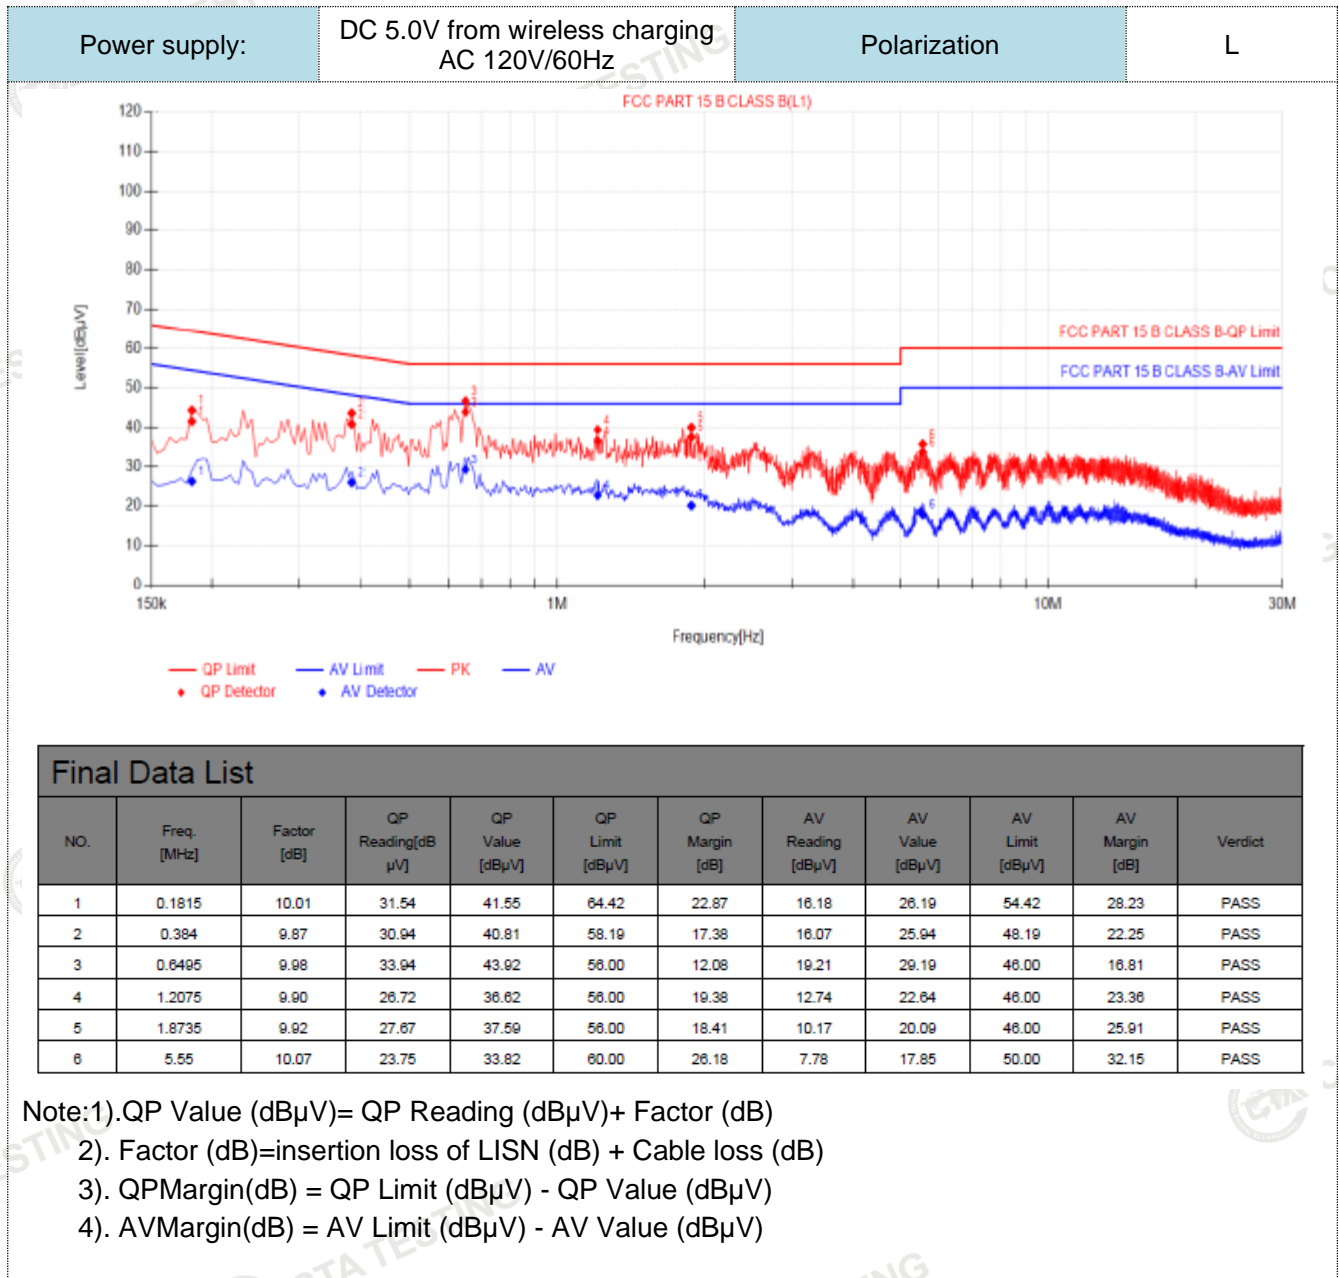 Power supply:
DC 5.0V from wireless charging
AC 120V/60Hz
Polarization
L
FCC PART 15 B CLASS B(L1)
120
110
100
90
80
70
60
50
40
30
20
10
0
Level[dBµV]
FCC PART 15 B CLASS B-QP Limit
FCC PART 15 B CLASS B-AV Limit
150k 1M 10M 30M
Frequency[Hz]
QP Limit AV Limit PK AV
QP Detector AV Detector
Final Data List
NO. Freq. [MHz] Factor [dB] QP Reading[dBµV] QP Value [dBµV] QP Limit [dBµV] QP Margin [dB] AV Reading [dBµV] AV Value [dBµV] AV Limit [dBµV] AV Margin [dB] Verdict
1 0.1815 10.01 31.54 41.55 64.42 22.87 16.18 26.19 54.42 28.23 PASS
2 0.384 9.87 30.94 40.81 58.19 17.38 16.07 25.94 48.19 22.25 PASS
3 0.6495 9.98 33.94 43.92 56.00 12.08 19.21 29.19 46.00 16.81 PASS
4 1.2075 9.90 26.72 36.62 56.00 19.38 12.74 22.64 46.00 23.36 PASS
5 1.8735 9.92 27.67 37.59 56.00 18.41 10.17 20.09 46.00 25.91 PASS
6 5.55 10.07 23.75 33.82 60.00 26.18 7.78 17.85 50.00 32.15 PASS
Note:1).QP Value (dBµV)= QP Reading (dBµV)+ Factor (dB)
2). Factor (dB)=insertion loss of LISN (dB) + Cable loss (dB)
3). QPMargin(dB) = QP Limit (dBµV) - QP Value (dBµV)
4). AVMargin(dB) = AV Limit (dBµV) - AV Value (dBµV)